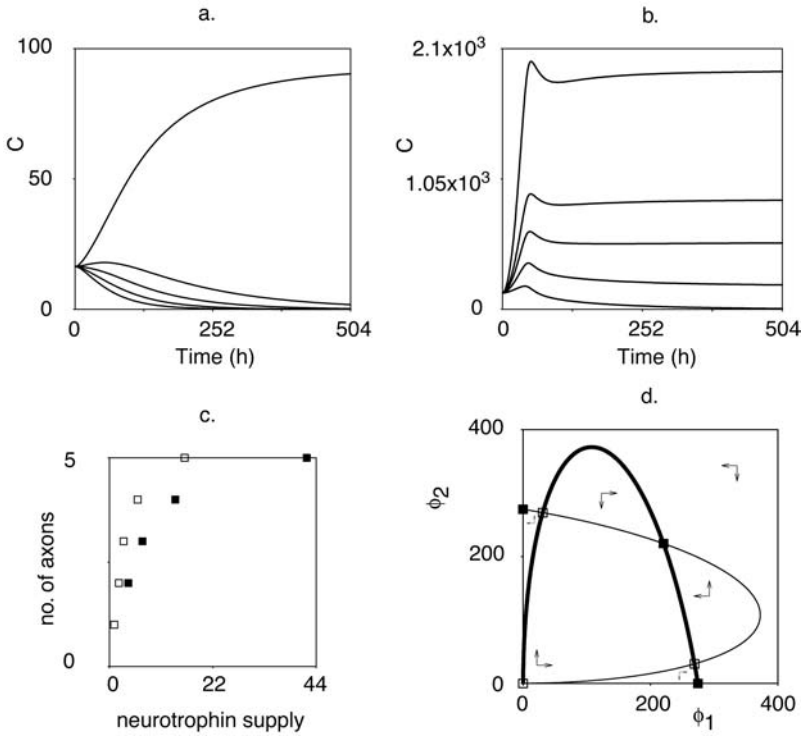 a.
100
50
0
C
0
252
504
Time (h)
b.
2.1x10³
1.05x10³
0
C
0
252
504
Time (h)
c.
5
0
no. of axons
0
22
44
neurotrophin supply
d.
400
200
0
ϕ2
0
200
400
ϕ1